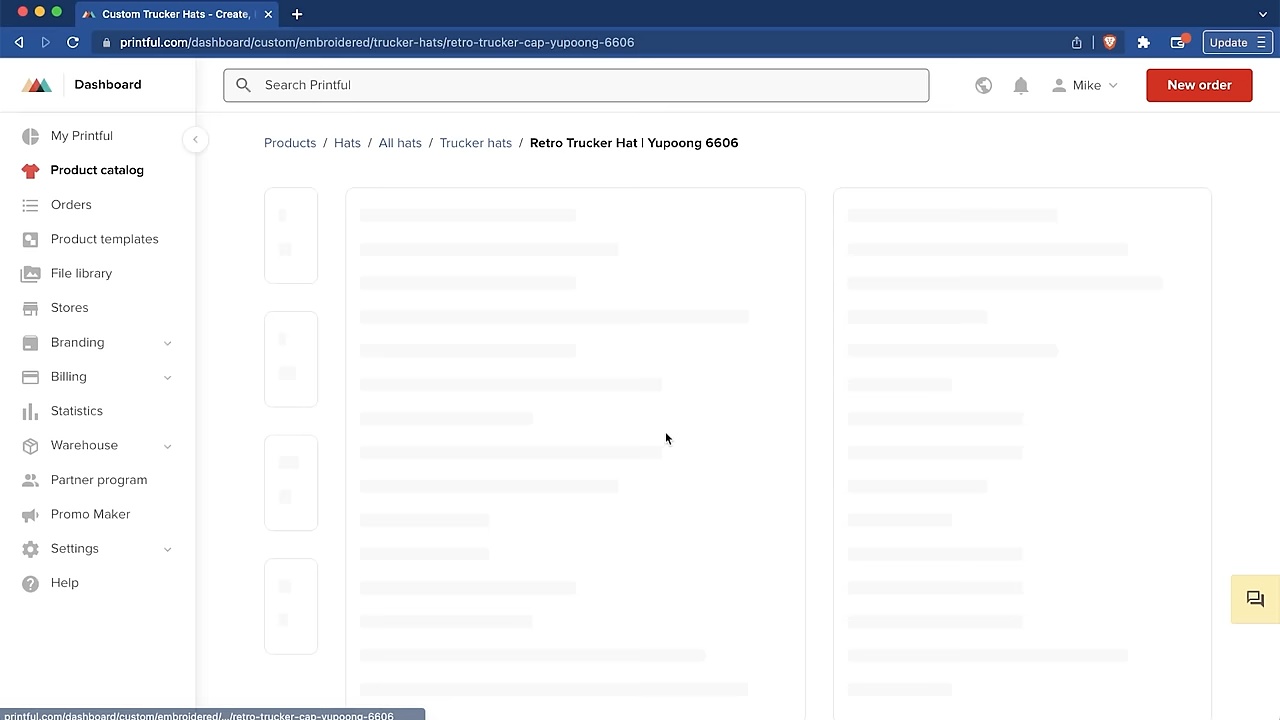 Custom Trucker Hats - Create,
printful.com/dashboard/custom/embroidered/trucker-hats/retro-trucker-cap-yupoong-6606
Update
Dashboard
Search Printful
Mike
New order
My Printful
Product catalog
Orders
Product templates
File library
Stores
Branding
Billing
Statistics
Warehouse
Partner program
Promo Maker
Settings
Help
Products / Hats / All hats / Trucker hats / Retro Trucker Hat | Yupoong 6606
printful.com/dashboard/custom/embroidered/.../retro-trucker-cap-yupoong-6606